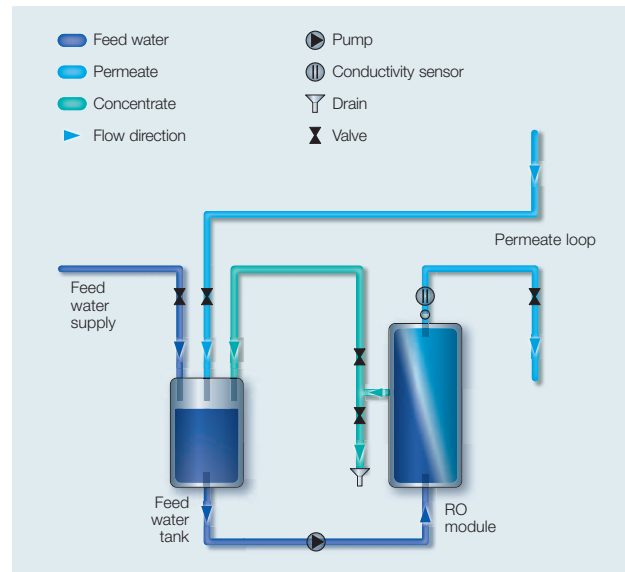 Feed water
Permeate
Concentrate
Flow direction
Pump
Conductivity sensor
Drain
Valve
Permeate loop
Feed
water
supply
Feed
water
tank
RO
module